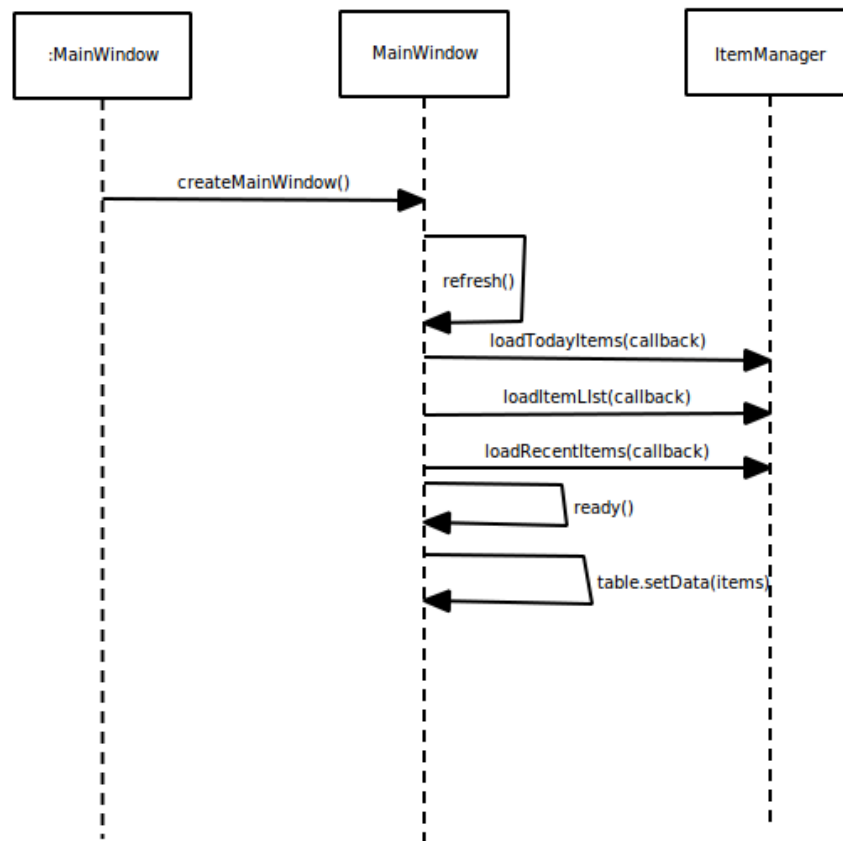 :MainWindow
MainWindow
ItemManager
createMainWindow()
refresh()
loadTodayItems(callback)
loadItemLIst(callback)
loadRecentItems(callback)
ready()
table.setData(items)